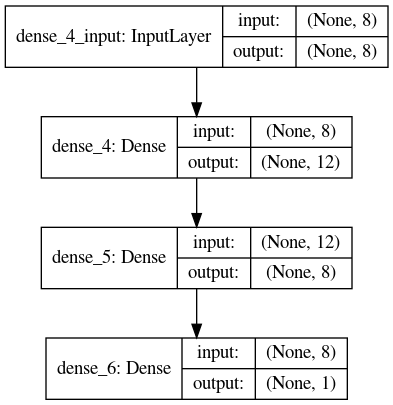 dense_4_input: InputLayer
input: (None, 8)
output: (None, 8)
dense_4: Dense
input: (None, 8)
output: (None, 12)
dense_5: Dense
input: (None, 12)
output: (None, 8)
dense_6: Dense
input: (None, 8)
output: (None, 1)